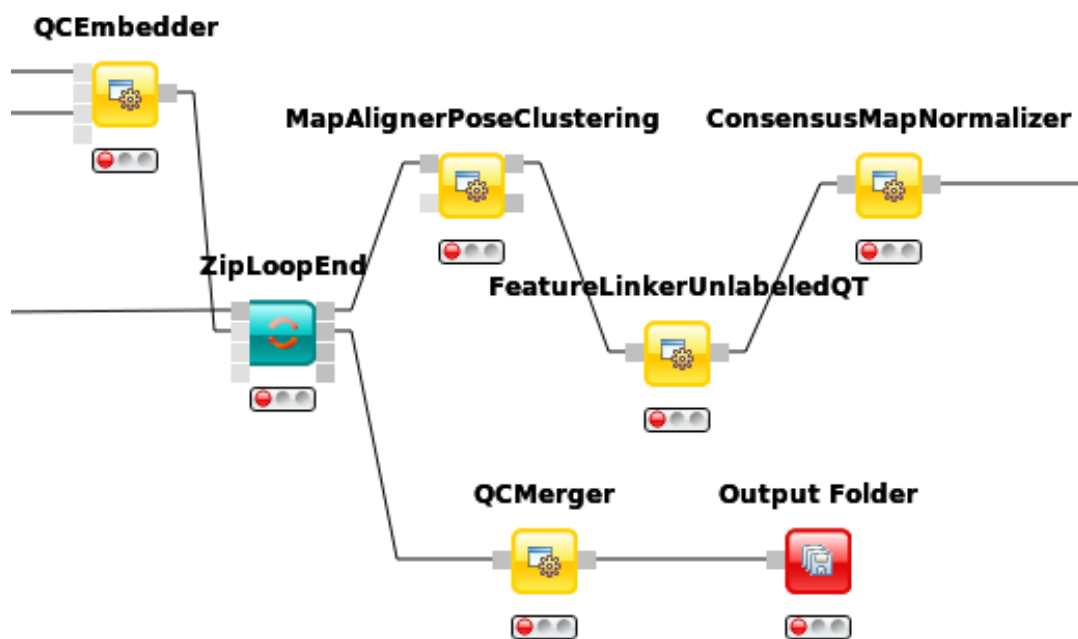 QCEmbedder
MapAlignerPoseClustering
ConsensusMapNormalizer
ZipLoopEnd
FeatureLinkerUnlabeledQT
QCMerger
Output Folder